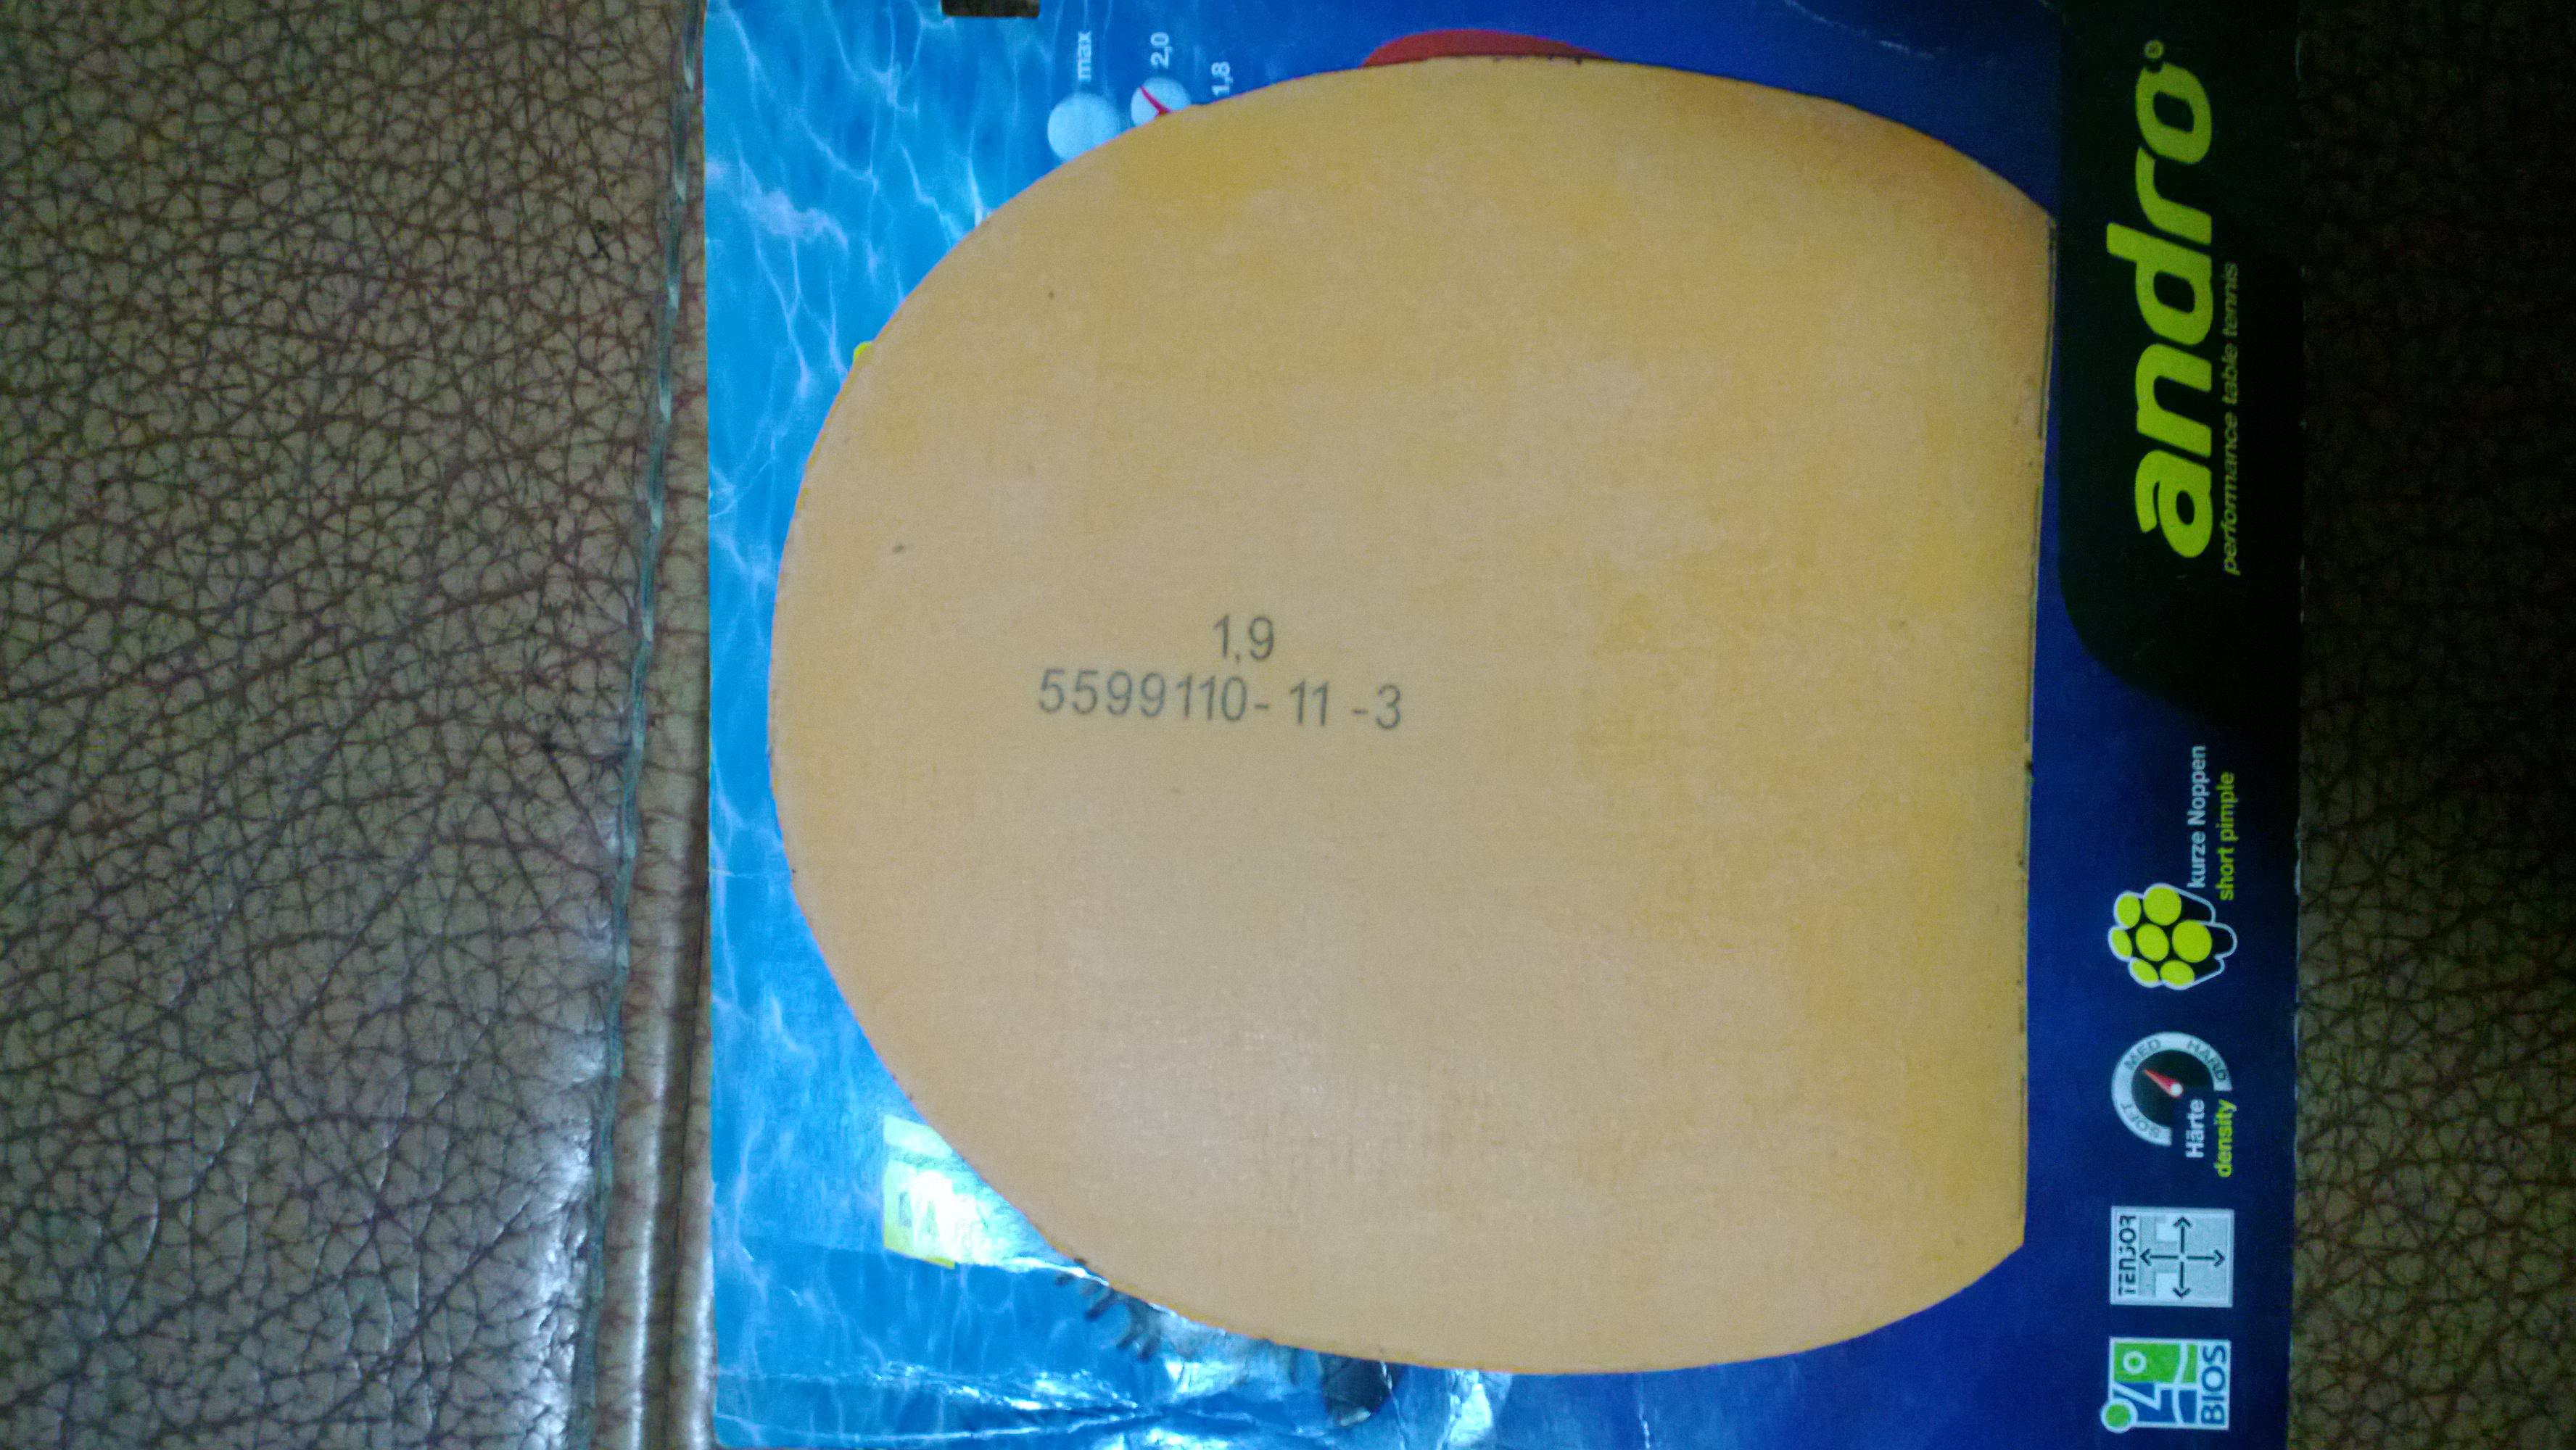 max
2,0
1,8
1.9
5599110- 11 -3
andro®
performance table tennis
kurze Noppen
short pimple
SOFT MED HARD
Härte
density
TENSOR
BIOS